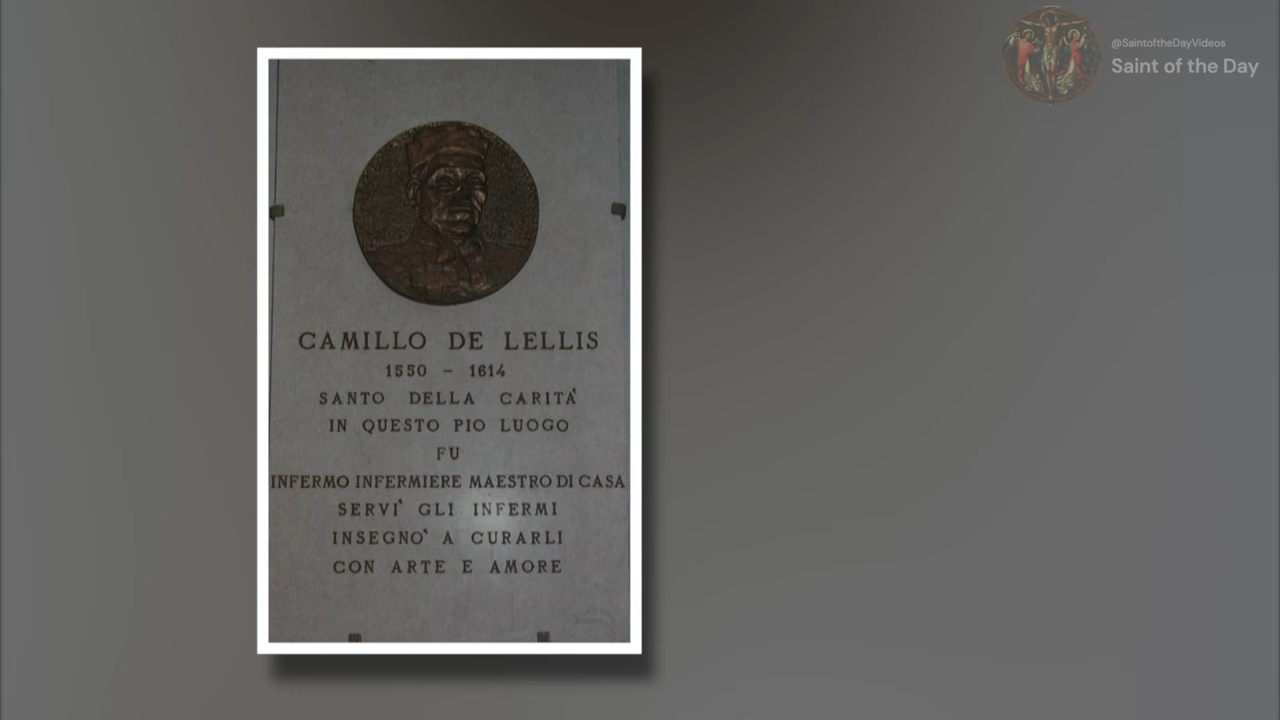 @SaintoftheDayVideos
Saint of the Day
CAMILLO DE LELLIS
1550 - 1614
SANTO DELLA CARITA'
IN QUESTO PIO LUOGO
FU
INFERMO INFERMIERE MAESTRO DI CASA
SERVI' GLI INFERMI
INSEGNO' A CURARLI
CON ARTE E AMORE